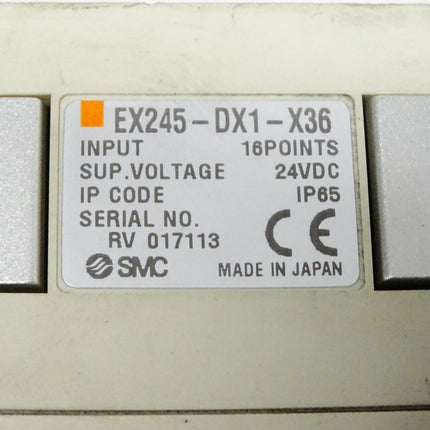 EX245-DX1-X36
INPUT 16POINTS
SUP.VOLTAGE 24VDC
IP CODE IP65
SERIAL NO.
RV 017113 CE
SMC MADE IN JAPAN